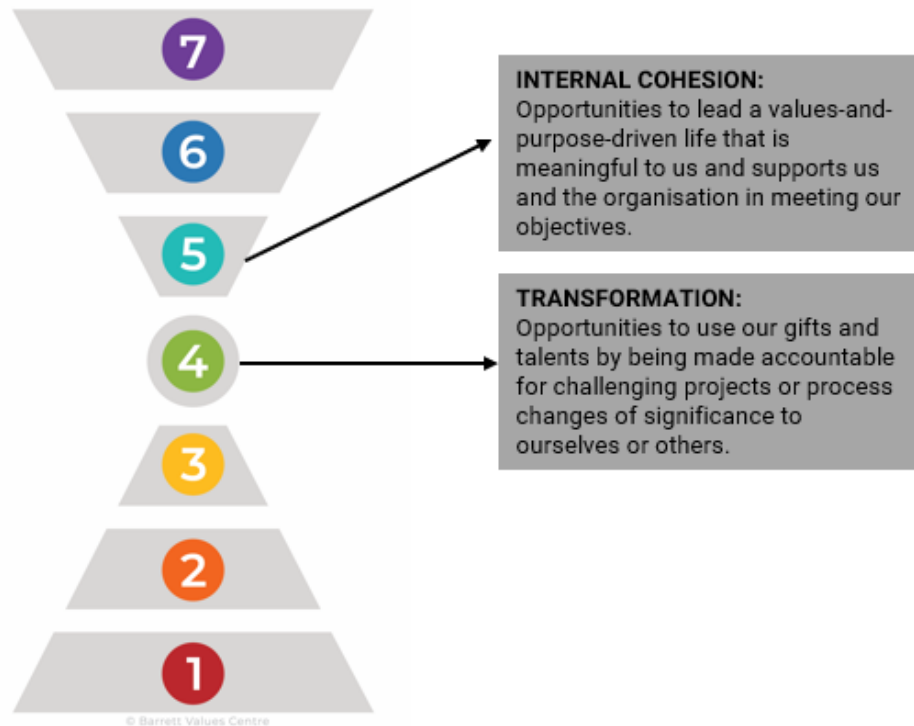 7
6
5
4
3
2
1
© Barrett Values Centre
INTERNAL COHESION:
Opportunities to lead a values-and-
purpose-driven life that is
meaningful to us and supports us
and the organisation in meeting our
objectives.
TRANSFORMATION:
Opportunities to use our gifts and
talents by being made accountable
for challenging projects or process
changes of significance to
ourselves or others.